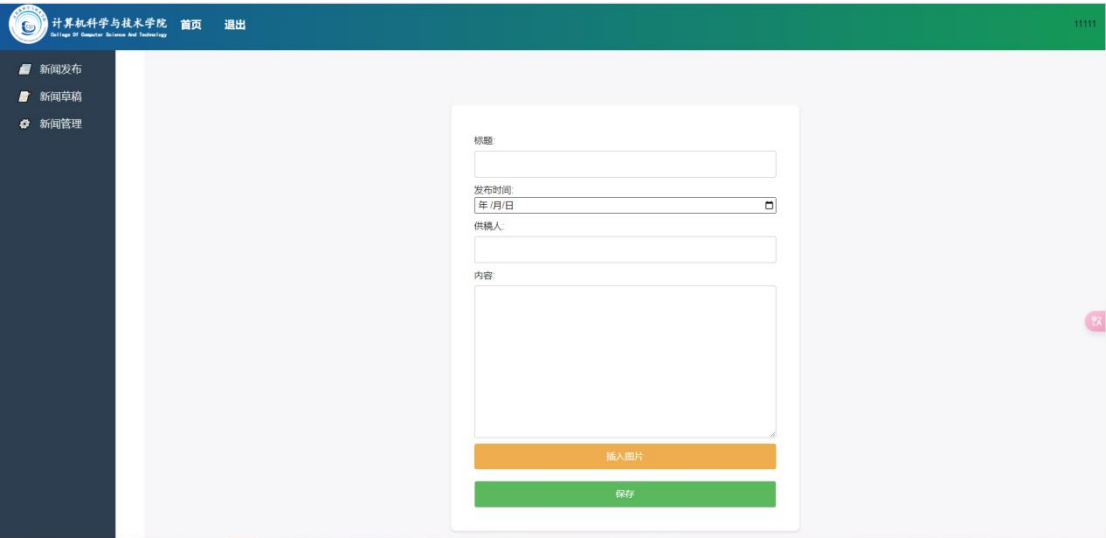 计算机科学与技术学院 首页 退出 11111
College Of Computer Science And Technology
新闻发布
新闻草稿
新闻管理
标题:
发布时间:
年 /月/日
供稿人:
内容:
插入图片
保存